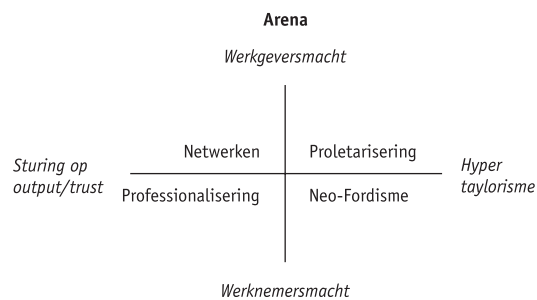 Arena
Werkgeversmacht
Netwerken
Proletarisering
Sturing op
output/trust
Hyper
taylorisme
Professionalisering
Neo-Fordisme
Werknemersmacht